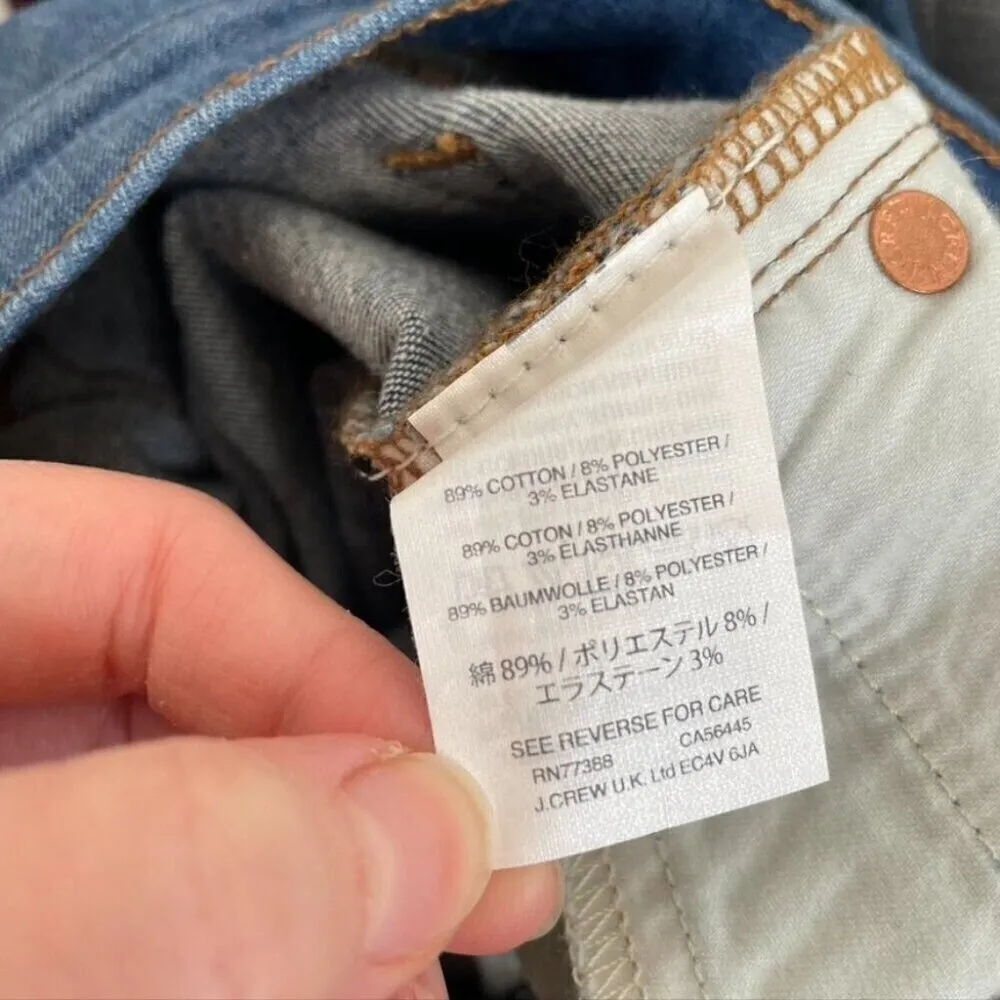 89% COTTON / 8% POLYESTER /
3% ELASTANE
89% COTON / 8% POLYESTER /
3% ELASTHANNE
89% BAUMWOLLE / 8% POLYESTER /
3% ELASTAN
綿 89% / ポリエステル 8% /
エラステーン 3%
SEE REVERSE FOR CARE
RN77388 CA56445
J.CREW U.K. Ltd EC4V 6JA